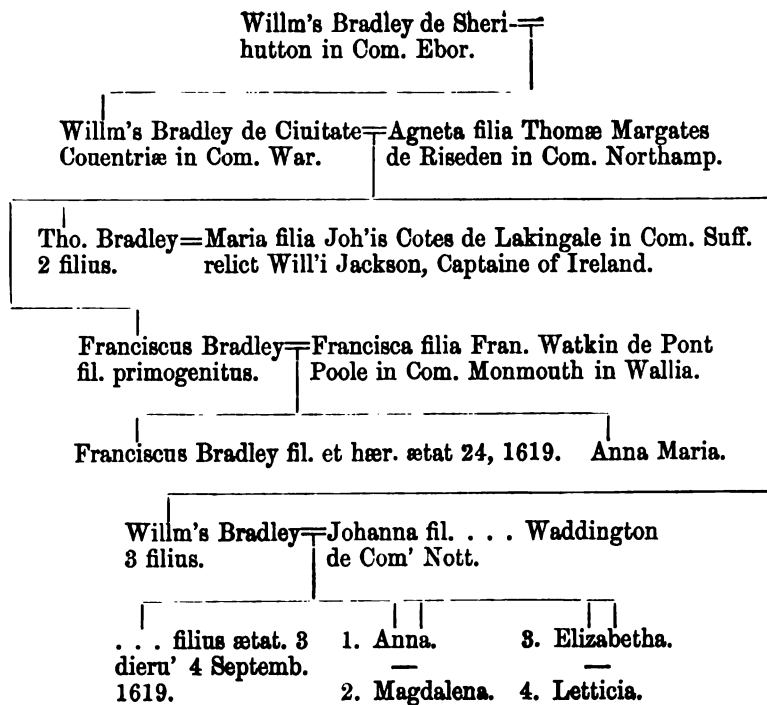 Willm's Bradley de Sheri-
hutton in Com. Ebor.
Willm's Bradley de Ciuitate = Agneta filia Thomæ Margates
Couentriæ in Com. War. de Riseden in Com. Northamp.
Tho. Bradley = Maria filia Joh'is Cotes de Lakingale in Com. Suff.
2 filius. relict Will'i Jackson, Captaine of Ireland.
Franciscus Bradley = Francisca filia Fran. Watkin de Pont
fil. primogenitus. Poole in Com. Monmouth in Wallia.
Franciscus Bradley fil. et hær. ætat 24, 1619. Anna Maria.
Willm's Bradley = Johanna fil. . . . . Waddington
3 filius. de Com' Nott.
. . . filius ætat. 3 1. Anna. 3. Elizabetha.
dieru' 4 Septemb.
1619. 2. Magdalena. 4. Letticia.